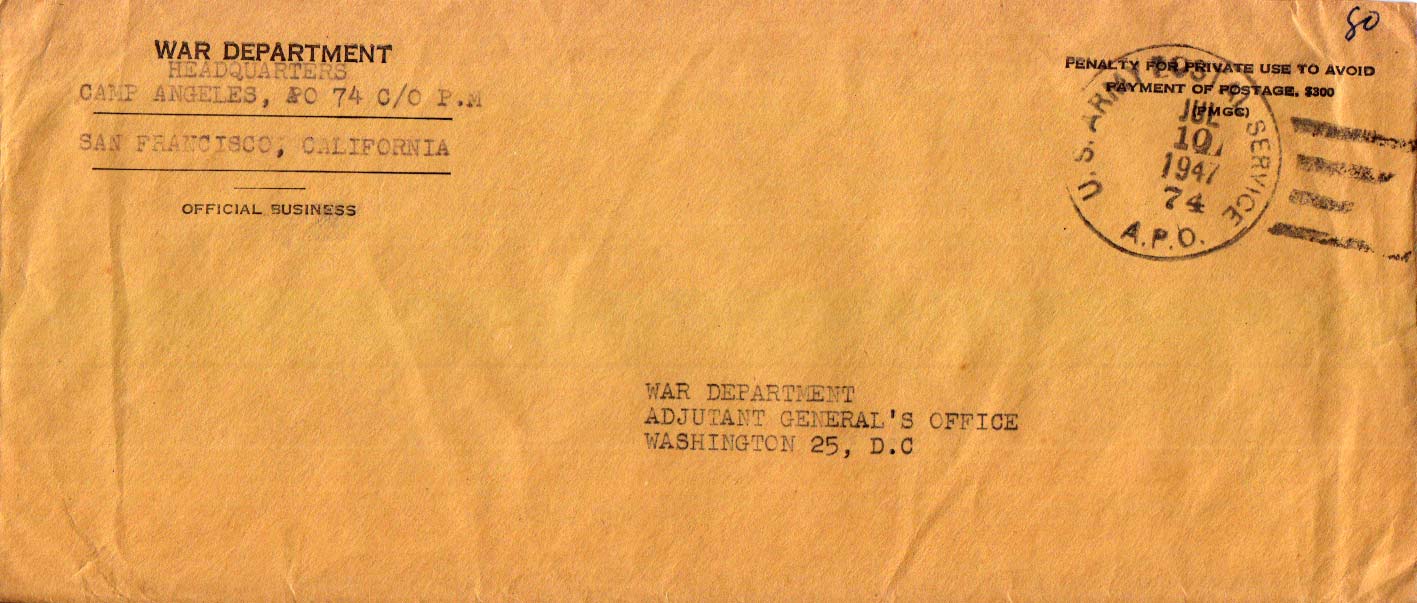 WAR DEPARTMENT
HEADQUARTERS
CAMP ANGELES, APO 74 C/O P.M
SAN FRANCISCO, CALIFORNIA
OFFICIAL BUSINESS
80
PENALTY FOR PRIVATE USE TO AVOID
PAYMENT OF POSTAGE, $300
(PMGC)
U.S. ARMY POSTAL SERVICE
JUL
10
1947
74
A.P.O.
WAR DEPARTMENT
ADJUTANT GENERAL'S OFFICE
WASHINGTON 25, D.C